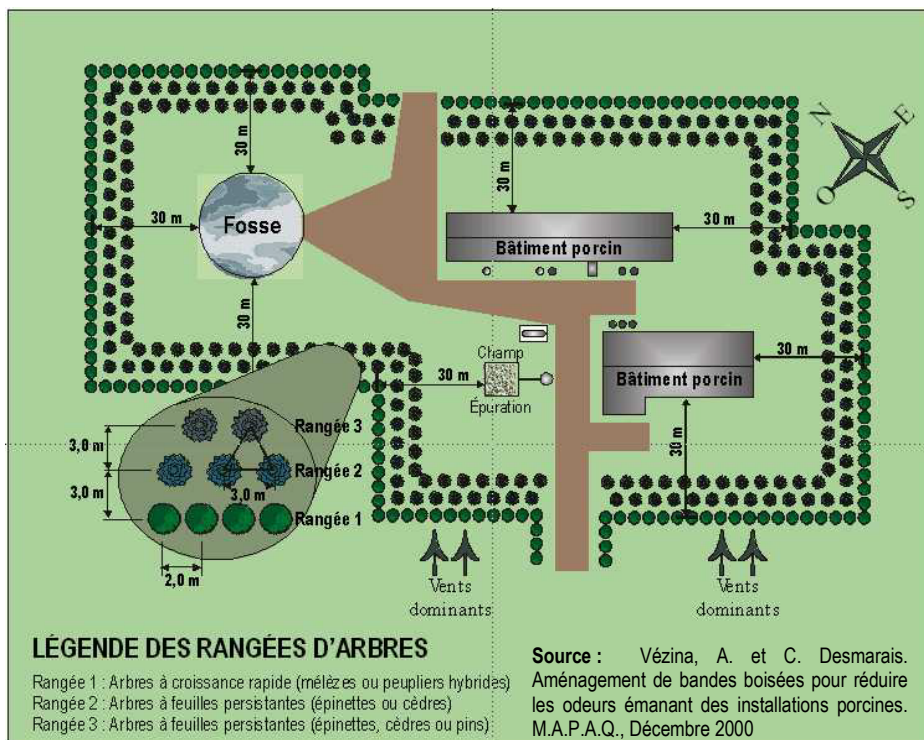 30 m
30 m
N
E
O
S
30 m
Fosse
30 m
Bâtiment porcin
30 m
Champ
30 m
Épuration
30 m
Bâtiment porcin
30 m
Rangée 3
3,0 m
Rangée 2
3,0 m
3,0 m
Rangée 1
2,0 m
Vents
dominants
Vents
dominants
LÉGENDE DES RANGÉES D'ARBRES
Rangée 1 : Arbres à croissance rapide (mélèzes ou peupliers hybrides)
Rangée 2 : Arbres à feuilles persistantes (épinettes ou cèdres)
Rangée 3 : Arbres à feuilles persistantes (épinettes, cèdres ou pins)
Source : Vézina, A. et C. Desmarais.
Aménagement de bandes boisées pour réduire
les odeurs émanant des installations porcines.
M.A.P.A.Q., Décembre 2000